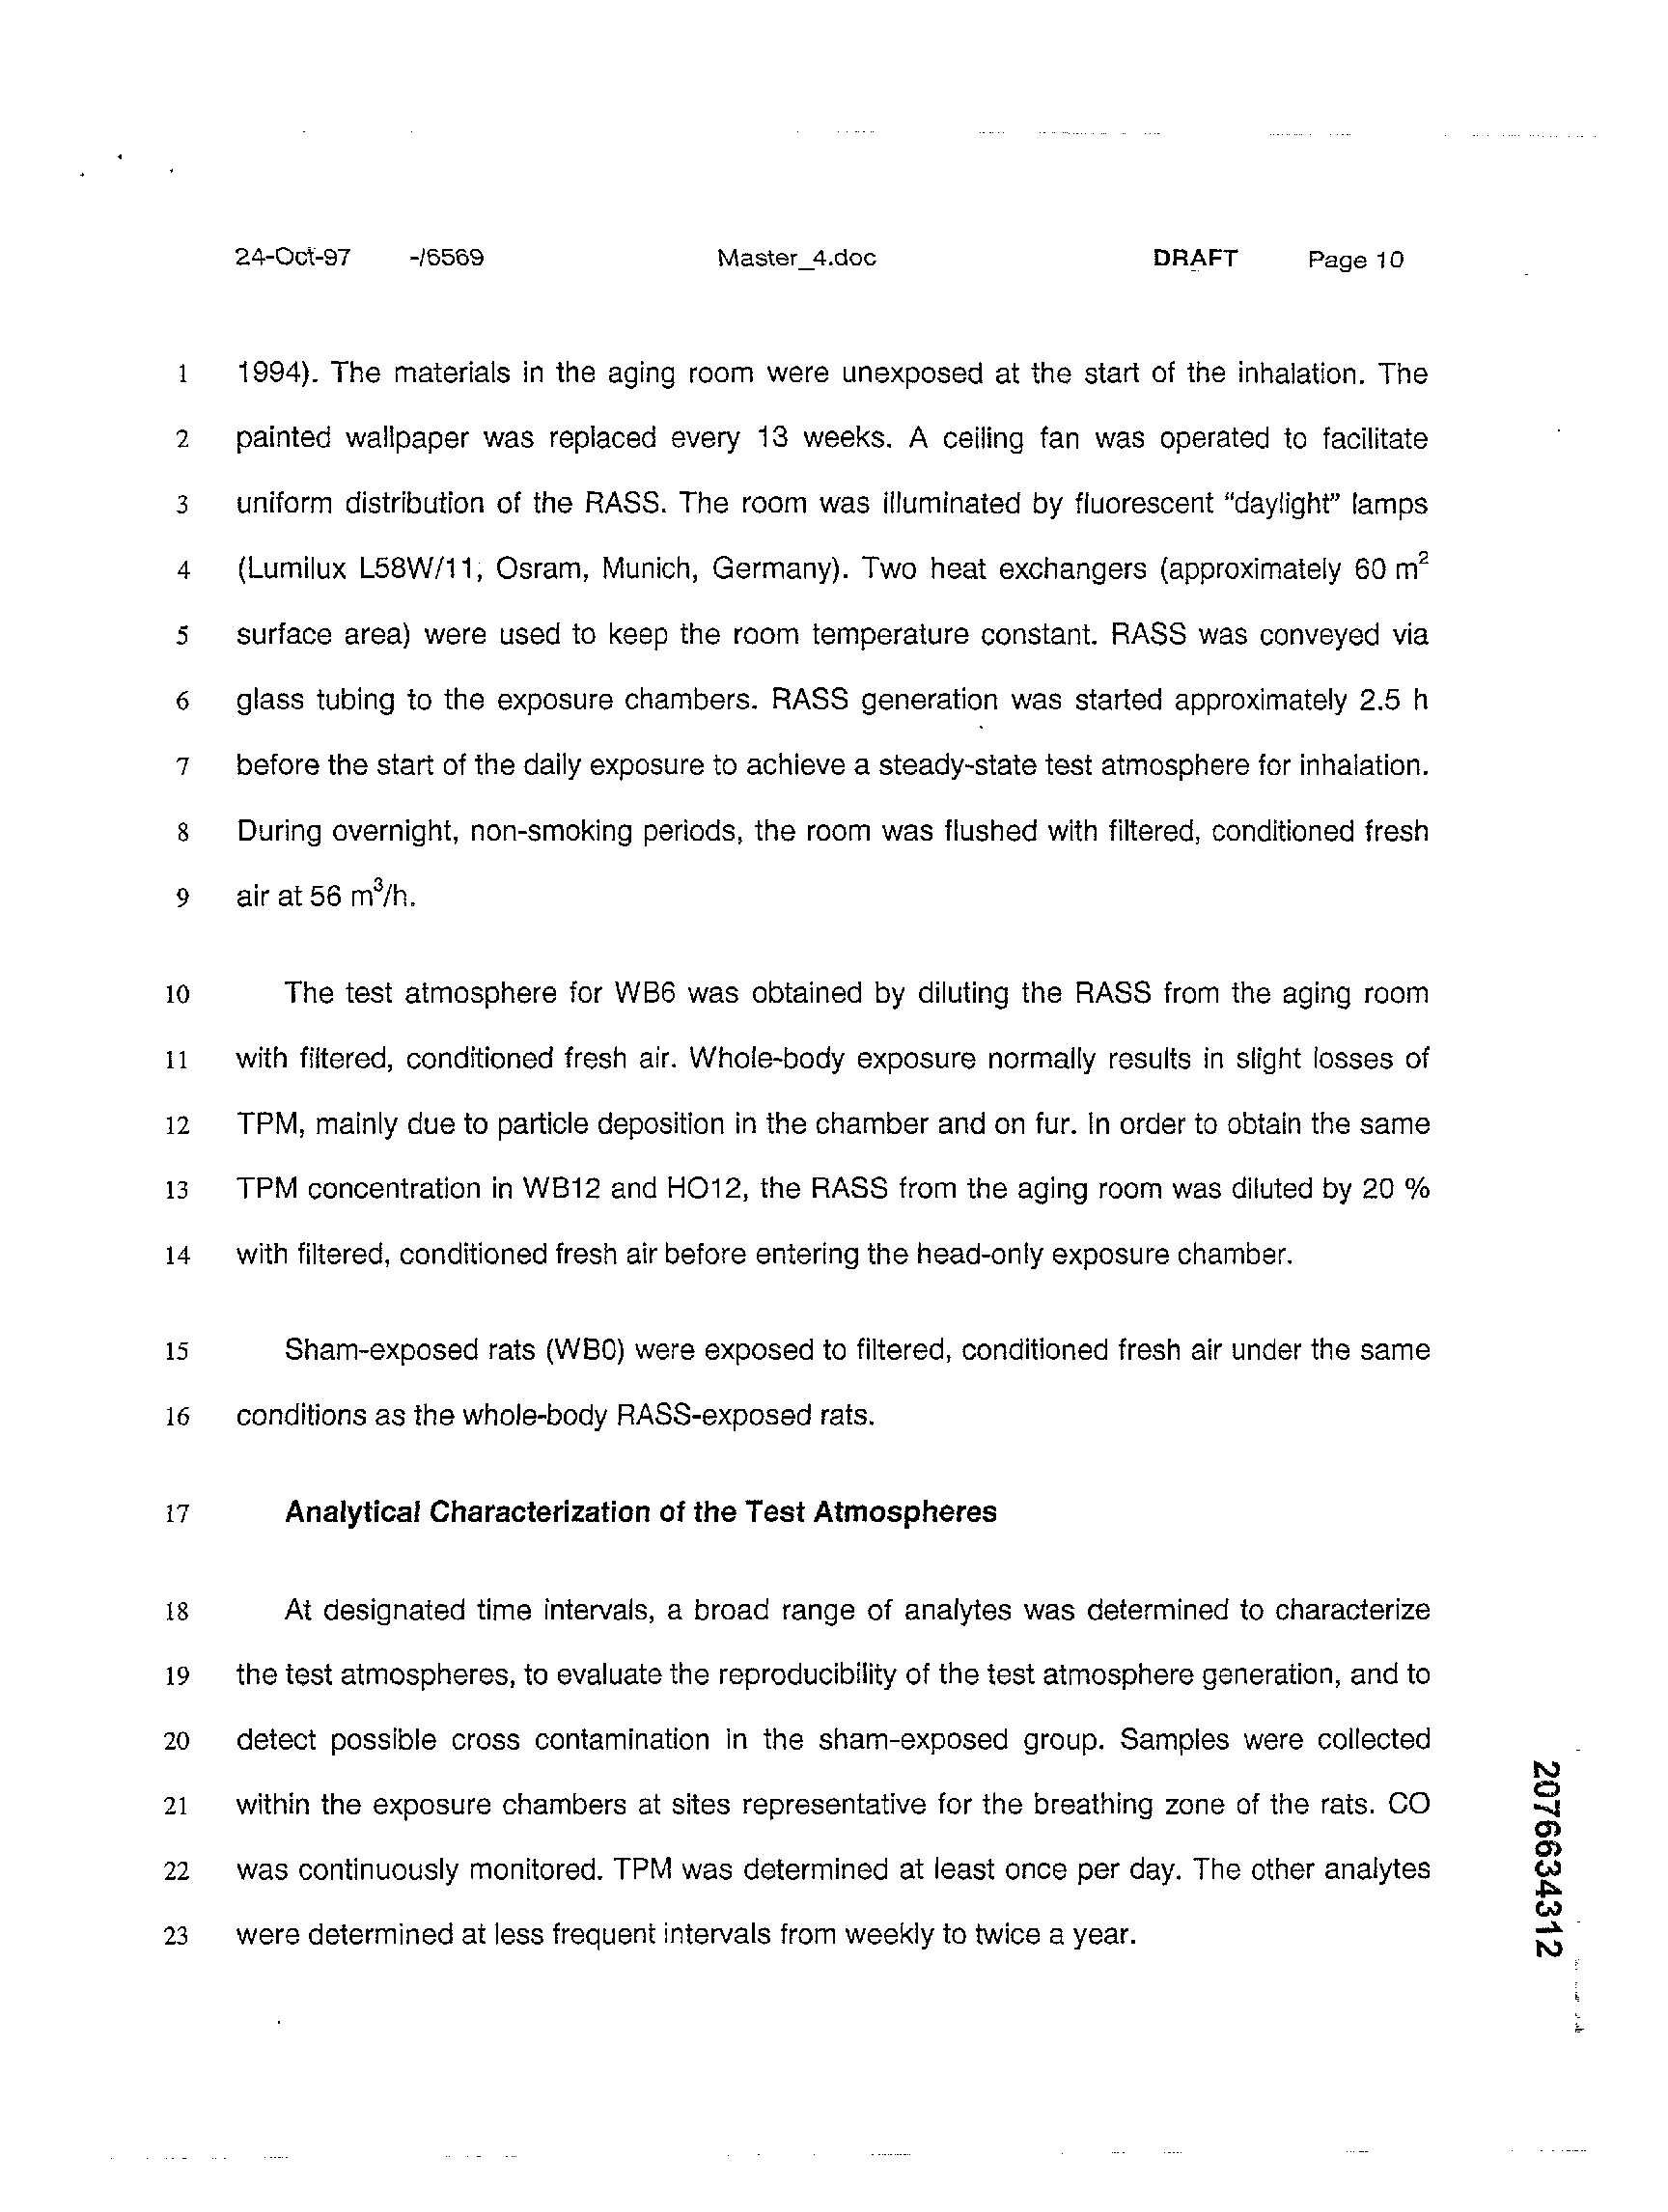 24-Oct-97 -/6569 Master_4.doc DRAFT Page 10
1 1994). The materials in the aging room were unexposed at the start of the inhalation. The
2 painted wallpaper was replaced every 13 weeks. A ceiling fan was operated to facilitate
3 uniform distribution of the RASS. The room was illuminated by fluorescent "daylight" lamps
4 (Lumilux L58W/11, Osram, Munich, Germany). Two heat exchangers (approximately 60 m²
5 surface area) were used to keep the room temperature constant. RASS was conveyed via
6 glass tubing to the exposure chambers. RASS generation was started approximately 2.5 h
7 before the start of the daily exposure to achieve a steady-state test atmosphere for inhalation.
8 During overnight, non-smoking periods, the room was flushed with filtered, conditioned fresh
9 air at 56 m³/h.
10 The test atmosphere for WB6 was obtained by diluting the RASS from the aging room
11 with filtered, conditioned fresh air. Whole-body exposure normally results in slight losses of
12 TPM, mainly due to particle deposition in the chamber and on fur. In order to obtain the same
13 TPM concentration in WB12 and HO12, the RASS from the aging room was diluted by 20 %
14 with filtered, conditioned fresh air before entering the head-only exposure chamber.
15 Sham-exposed rats (WB0) were exposed to filtered, conditioned fresh air under the same
16 conditions as the whole-body RASS-exposed rats.
17 Analytical Characterization of the Test Atmospheres
18 At designated time intervals, a broad range of analytes was determined to characterize
19 the test atmospheres, to evaluate the reproducibility of the test atmosphere generation, and to
20 detect possible cross contamination in the sham-exposed group. Samples were collected
21 within the exposure chambers at sites representative for the breathing zone of the rats. CO
22 was continuously monitored. TPM was determined at least once per day. The other analytes
23 were determined at less frequent intervals from weekly to twice a year.
2076634312